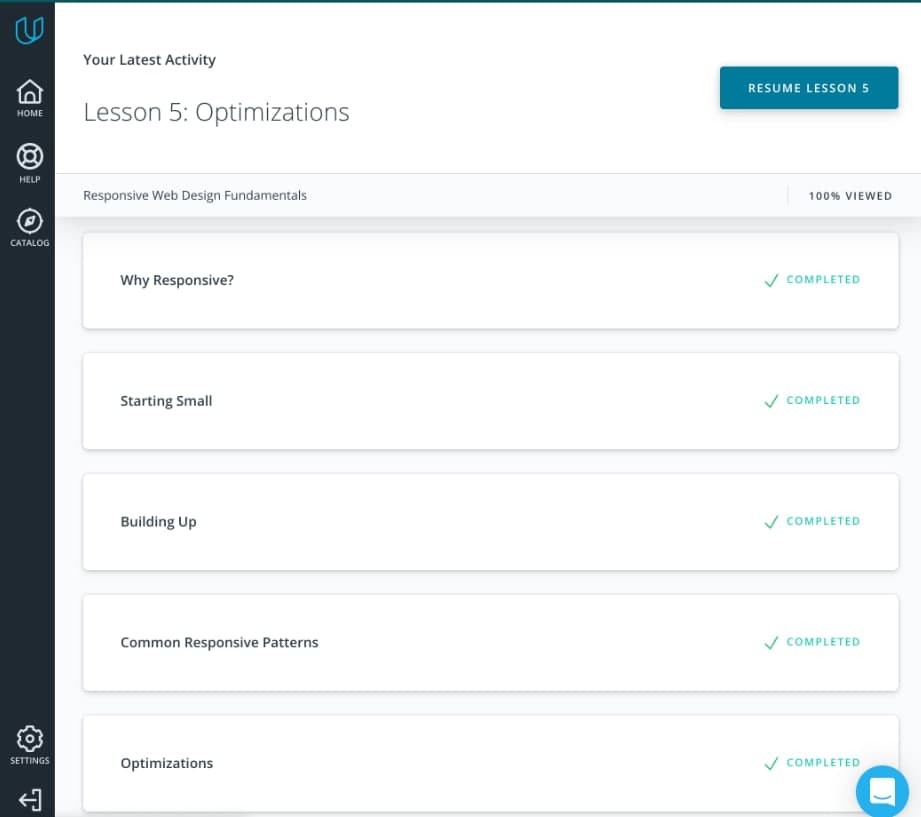 Your Latest Activity
RESUME LESSON 5
Lesson 5: Optimizations
HOME
HELP
CATALOG
Responsive Web Design Fundamentals
100% VIEWED
Why Responsive?
COMPLETED
Starting Small
COMPLETED
Building Up
COMPLETED
Common Responsive Patterns
COMPLETED
Optimizations
COMPLETED
SETTINGS